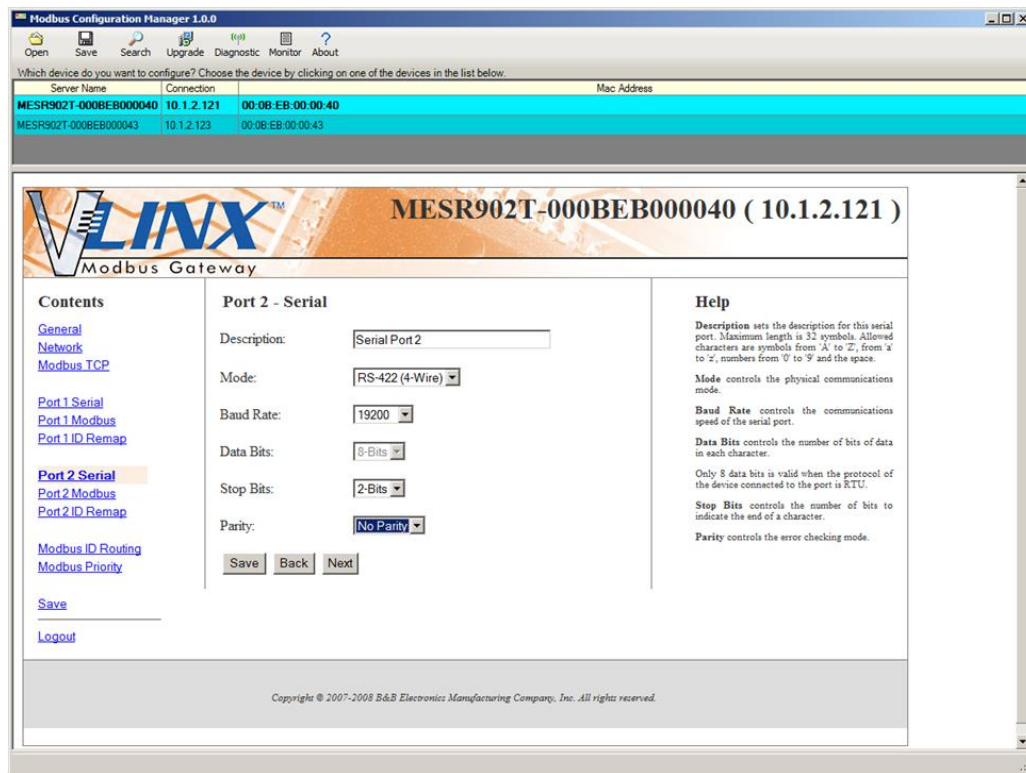 Modbus Configuration Manager 1.0.0
Open Save Search Upgrade Diagnostic Monitor About
Which device do you want to configure? Choose the device by clicking on one of the devices in the list below.
Server Name Connection Mac Address
MESR902T-000BEB000040 10.1.2.121 00:0B:EB:00:00:40
MESR902T-000BEB000043 10.1.2.123 00:0B:EB:00:00:43
VLINX™
Modbus Gateway
MESR902T-000BEB000040 ( 10.1.2.121 )
Contents
General
Network
Modbus TCP
Port 1 Serial
Port 1 Modbus
Port 1 ID Remap
Port 2 Serial
Port 2 Modbus
Port 2 ID Remap
Modbus ID Routing
Modbus Priority
Save
Logout
Port 2 - Serial
Description: Serial Port 2
Mode: RS-422 (4-Wire)
Baud Rate: 19200
Data Bits: 8-Bits
Stop Bits: 2-Bits
Parity: No Parity
Save Back Next
Help
Description sets the description for this serial
port. Maximum length is 32 symbols. Allowed
characters are symbols from 'A' to 'Z', from 'a'
to 'z', numbers from '0' to '9' and the space.
Mode controls the physical communications
mode.
Baud Rate controls the communications
speed of the serial port.
Data Bits controls the number of bits of data
in each character.
Only 8 data bits is valid when the protocol of
the device connected to the port is RTU.
Stop Bits controls the number of bits to
indicate the end of a character.
Parity controls the error checking mode.
Copyright © 2007-2008 B&B Electronics Manufacturing Company, Inc. All rights reserved.